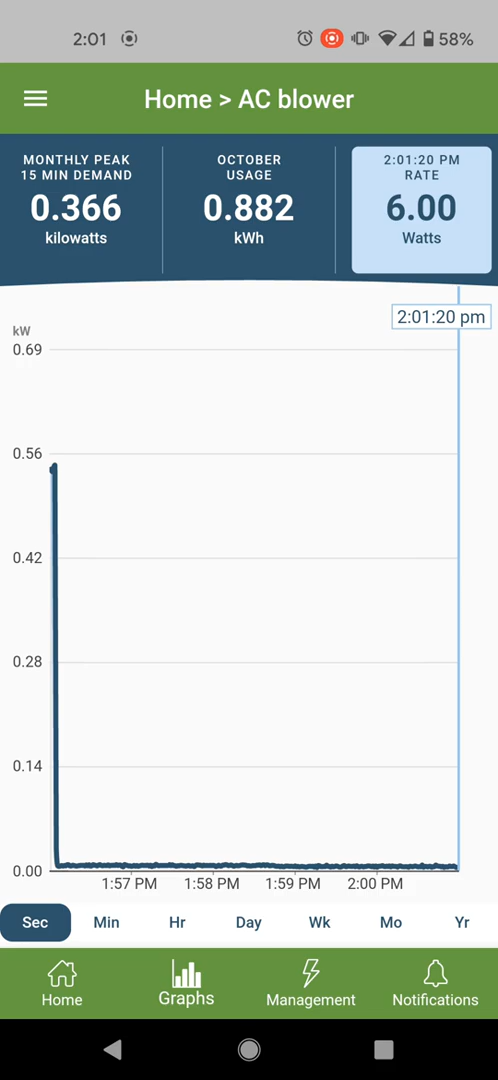 2:01
58%
Home > AC blower
MONTHLY PEAK
15 MIN DEMAND
0.366
kilowatts
OCTOBER
USAGE
0.882
kWh
2:01:20 PM
RATE
6.00
Watts
2:01:20 pm
kW
0.69
0.56
0.42
0.28
0.14
0.00
1:57 PM 1:58 PM 1:59 PM 2:00 PM
Sec Min Hr Day Wk Mo Yr
Home Graphs Management Notifications